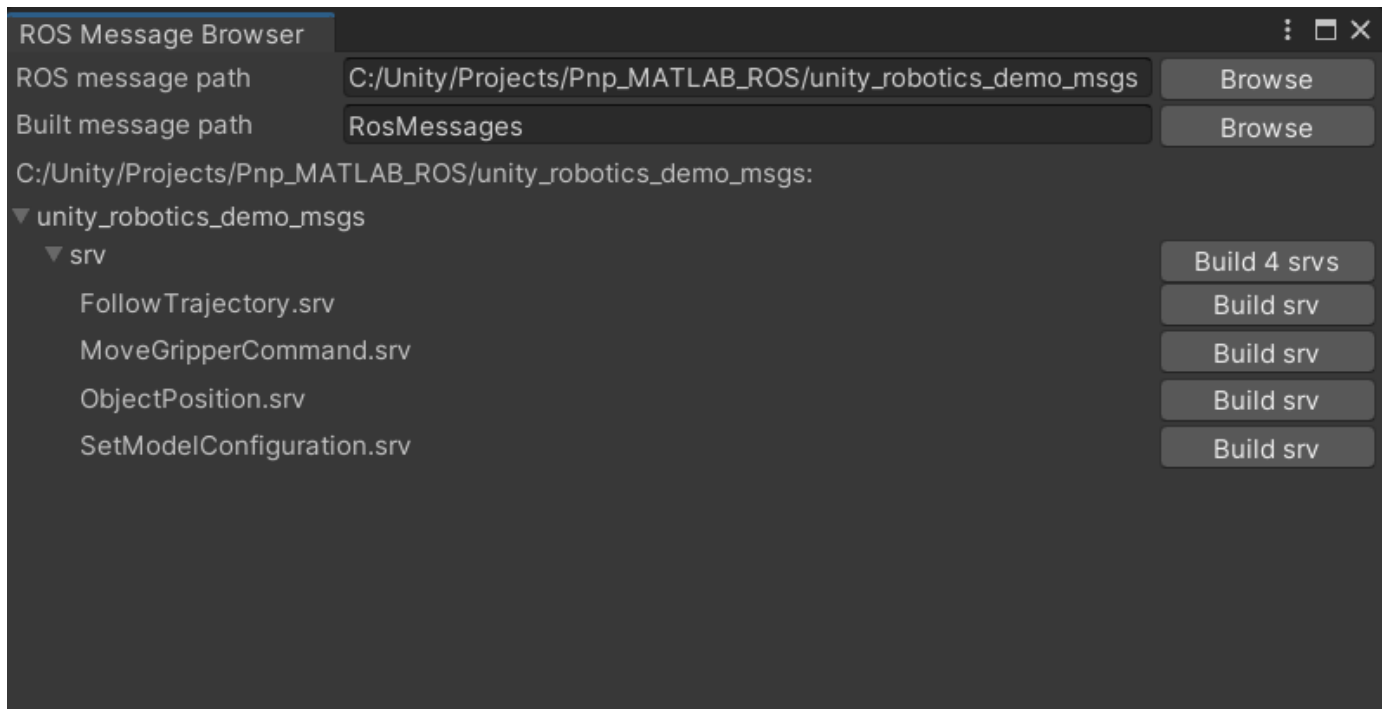 ROS Message Browser
ROS message path C:/Unity/Projects/Pnp_MATLAB_ROS/unity_robotics_demo_msgs Browse
Built message path RosMessages Browse
C:/Unity/Projects/Pnp_MATLAB_ROS/unity_robotics_demo_msgs:
unity_robotics_demo_msgs
srv Build 4 srvs
FollowTrajectory.srv Build srv
MoveGripperCommand.srv Build srv
ObjectPosition.srv Build srv
SetModelConfiguration.srv Build srv